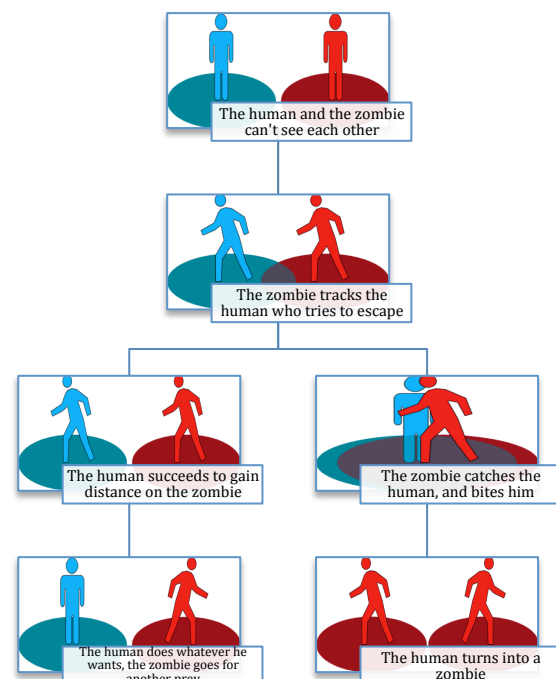 The human and the zombie
can't see each other
The zombie tracks the
human who tries to escape
The human succeeds to gain
distance on the zombie
The zombie catches the
human, and bites him
The human does whatever he
wants, the zombie goes for
another prey
The human turns into a
zombie